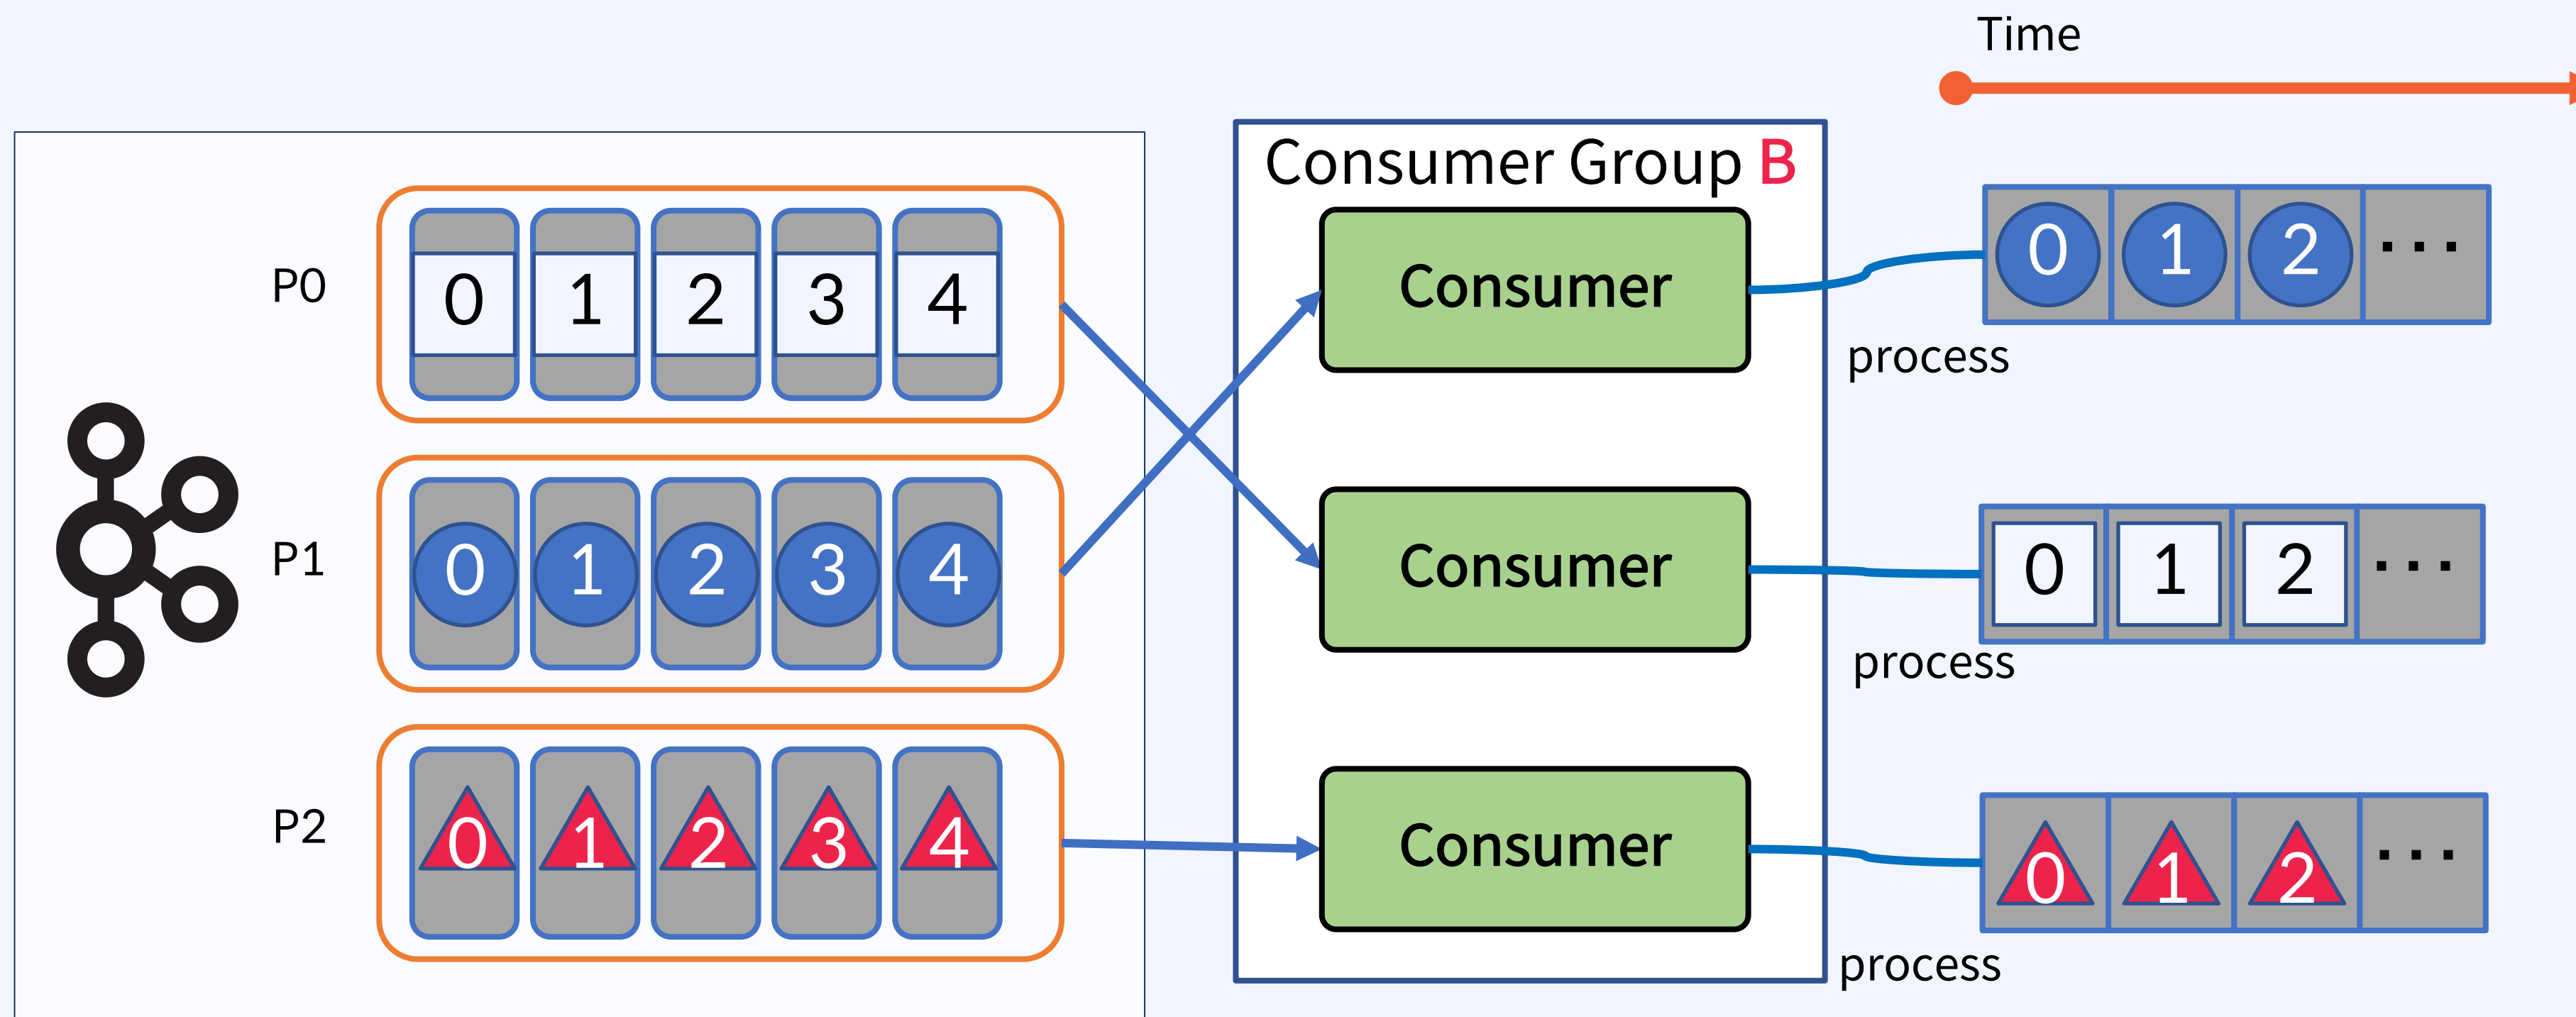 Time
Consumer Group B
P0
0 1 2 3 4
Consumer
0 1 2 ...
process
P1
0 1 2 3 4
Consumer
0 1 2 ...
process
P2
0 1 2 3 4
Consumer
0 1 2 ...
process